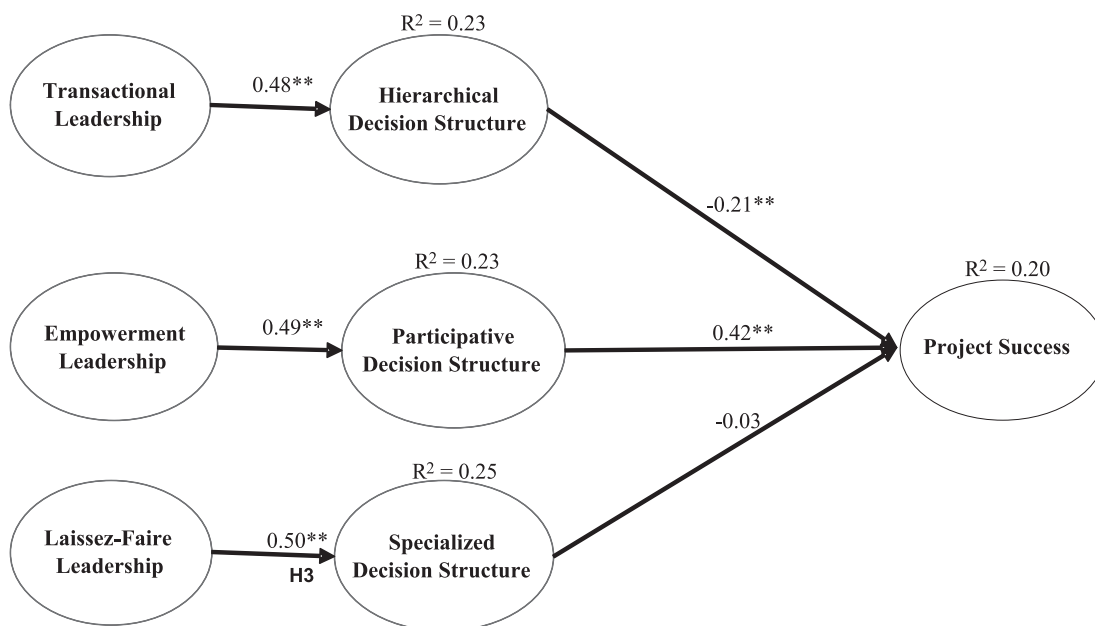 R² = 0.23
Transactional
Leadership
0.48**
Hierarchical
Decision Structure
-0.21**
R² = 0.23
Empowerment
Leadership
0.49**
Participative
Decision Structure
0.42**
R² = 0.20
Project Success
-0.03
R² = 0.25
Laissez-Faire
Leadership
0.50**
H3
Specialized
Decision Structure